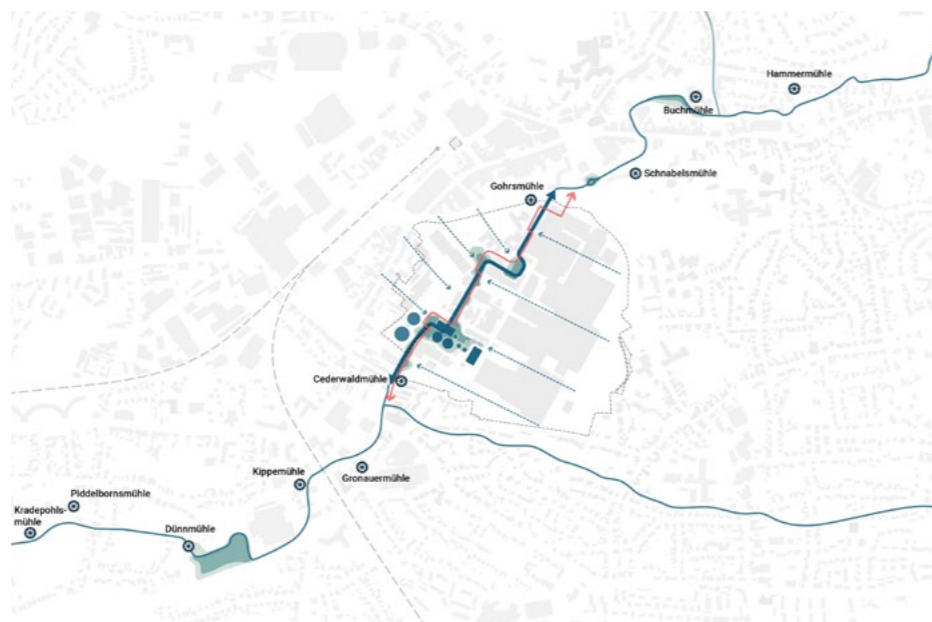 Hammermühle
Buchmühle
Schnabelsmühle
Gohrsmühle
Cederwaldmühle
Gronauermühle
Kippemühle
Piddelbornsmühle
Kradepohls-
mühle
Dünnmühle